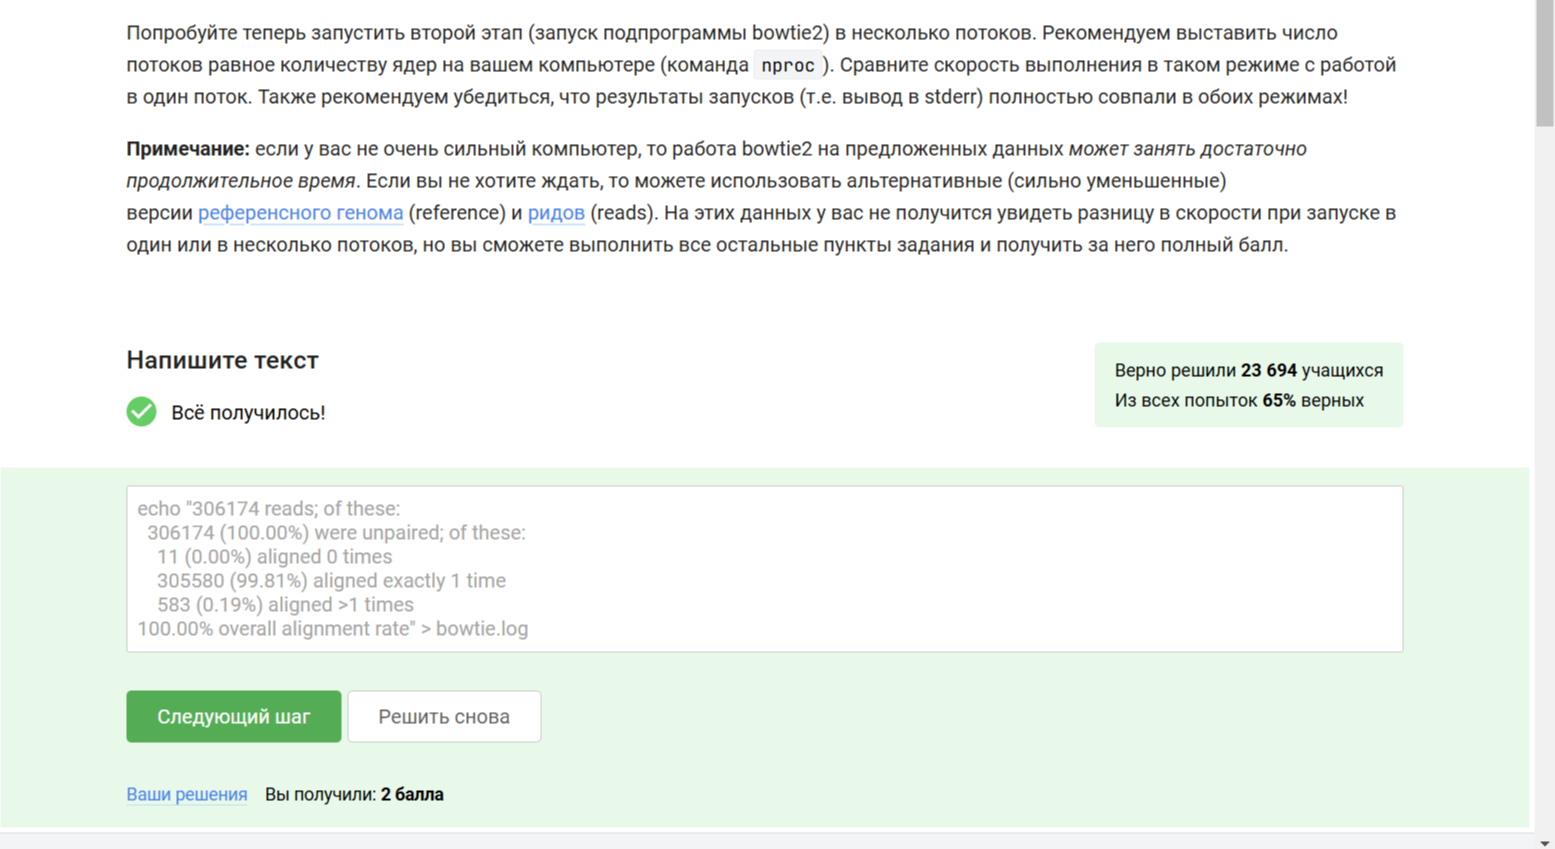 Попробуйте теперь запустить второй этап (запуск подпрограммы bowtie2) в несколько потоков. Рекомендуем выставить число
потоков равное количеству ядер на вашем компьютере (команда nproc ). Сравните скорость выполнения в таком режиме с работой
в один поток. Также рекомендуем убедиться, что результаты запусков (т.е. вывод в stderr) полностью совпали в обоих режимах!
Примечание: если у вас не очень сильный компьютер, то работа bowtie2 на предложенных данных может занять достаточно
продолжительное время. Если вы не хотите ждать, то можете использовать альтернативные (сильно уменьшенные)
версии референсного генома (reference) и ридов (reads). На этих данных у вас не получится увидеть разницу в скорости при запуске в
один или в несколько потоков, но вы сможете выполнить все остальные пункты задания и получить за него полный балл.
Напишите текст
Верно решили 23 694 учащихся
Из всех попыток 65% верных
Всё получилось!
echo "306174 reads; of these:
306174 (100.00%) were unpaired; of these:
11 (0.00%) aligned 0 times
305580 (99.81%) aligned exactly 1 time
583 (0.19%) aligned >1 times
100.00% overall alignment rate" > bowtie.log
Следующий шаг Решить снова
Ваши решения Вы получили: 2 балла